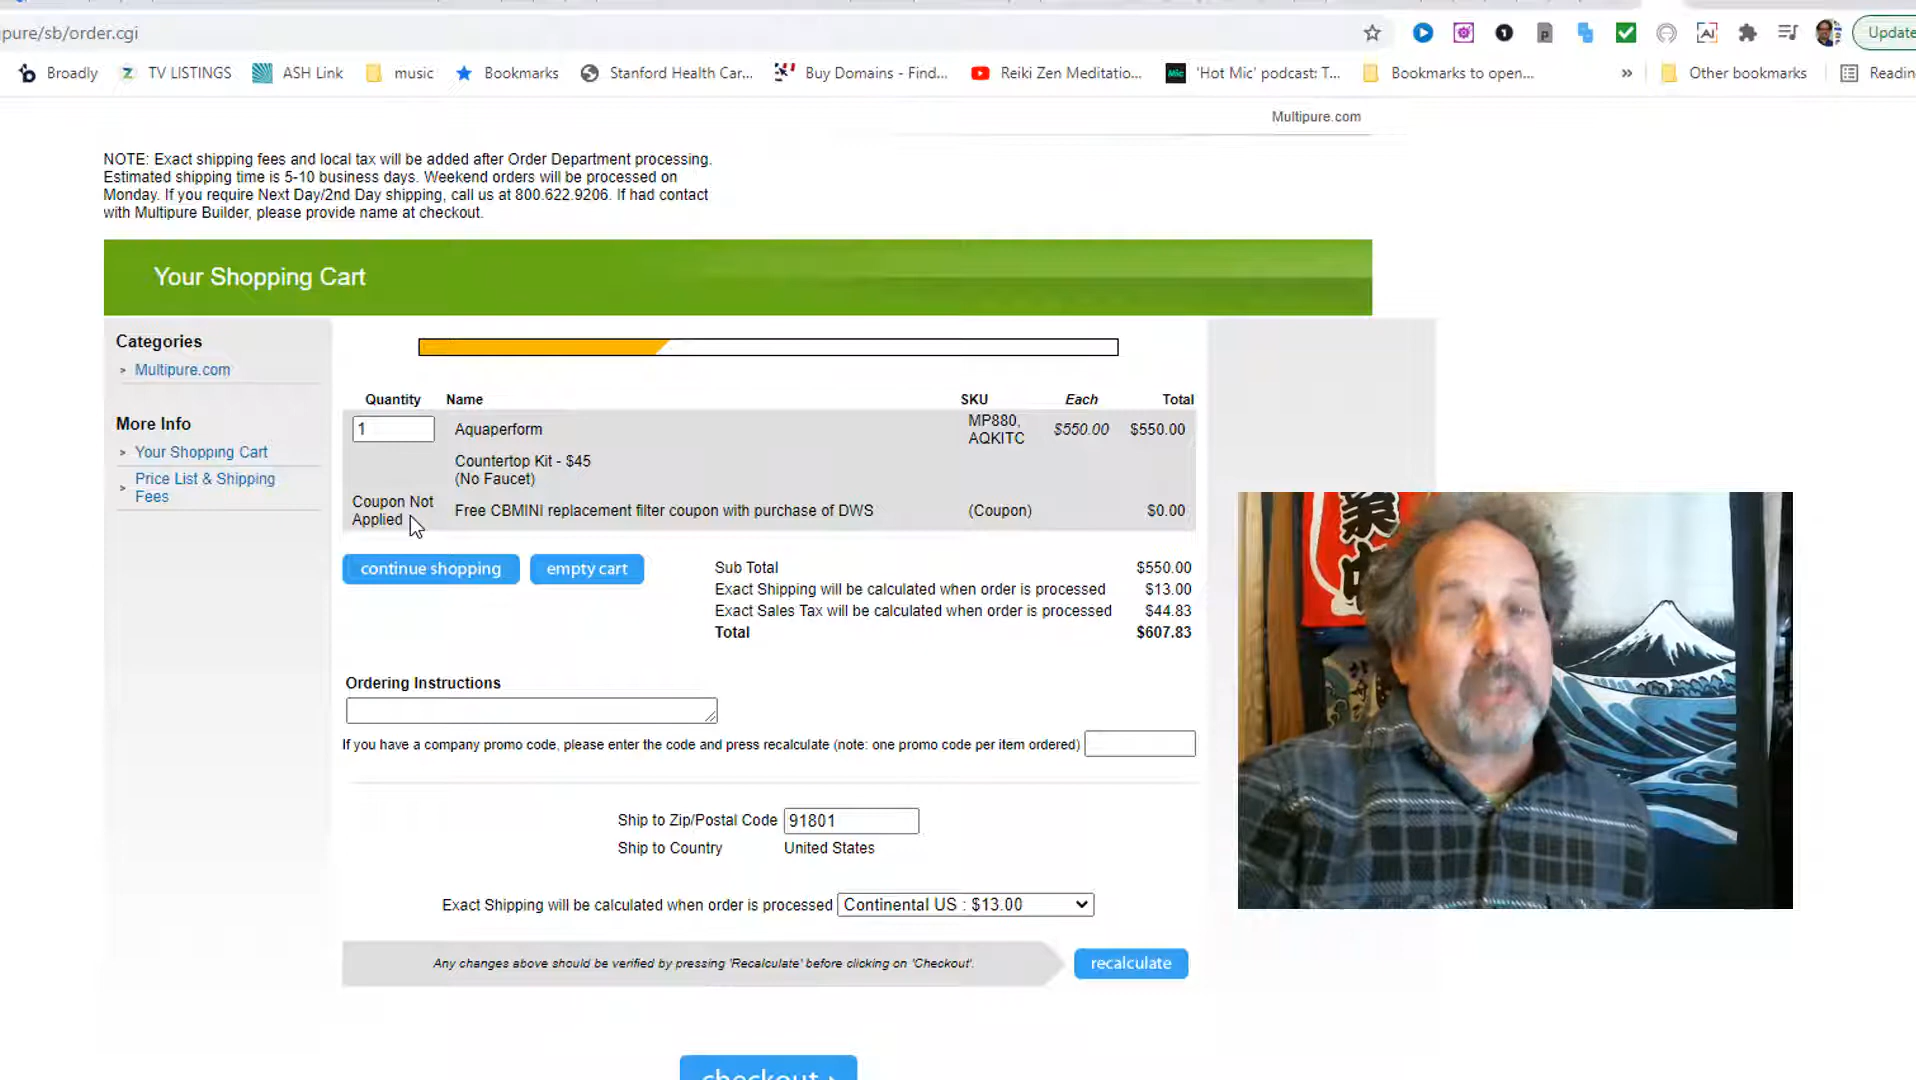 pure/sb/order.cgi
Update
Broadly
TV LISTINGS
ASH Link
music
Bookmarks
Stanford Health Car...
Buy Domains - Find...
Reiki Zen Meditatio...
'Hot Mic' podcast: T...
Bookmarks to open...
»
Other bookmarks
Readin
Multipure.com
NOTE: Exact shipping fees and local tax will be added after Order Department processing.
Estimated shipping time is 5-10 business days. Weekend orders will be processed on
Monday. If you require Next Day/2nd Day shipping, call us at 800.622.9206. If had contact
with Multipure Builder, please provide name at checkout.
Your Shopping Cart
Categories
> Multipure.com
More Info
> Your Shopping Cart
> Price List & Shipping
Fees
Quantity Name SKU Each Total
1 Aquaperform MP880, AQKITC $550.00 $550.00
Countertop Kit - $45
(No Faucet)
Coupon Not
Applied
Free CBMINI replacement filter coupon with purchase of DWS (Coupon) $0.00
continue shopping
empty cart
Sub Total $550.00
Exact Shipping will be calculated when order is processed $13.00
Exact Sales Tax will be calculated when order is processed $44.83
Total $607.83
Ordering Instructions
If you have a company promo code, please enter the code and press recalculate (note: one promo code per item ordered)
Ship to Zip/Postal Code 91801
Ship to Country United States
Exact Shipping will be calculated when order is processed Continental US : $13.00
Any changes above should be verified by pressing 'Recalculate' before clicking on 'Checkout'.
recalculate
checkout